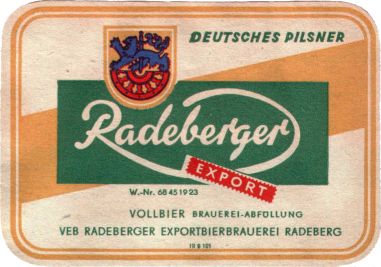 DEUTSCHES PILSNER
Radeberger
EXPORT
W.-Nr. 68 45 19 23
VOLLBIER BRAUEREI-ABFÜLLUNG
VEB RADEBERGER EXPORTBIERBRAUEREI RADEBERG